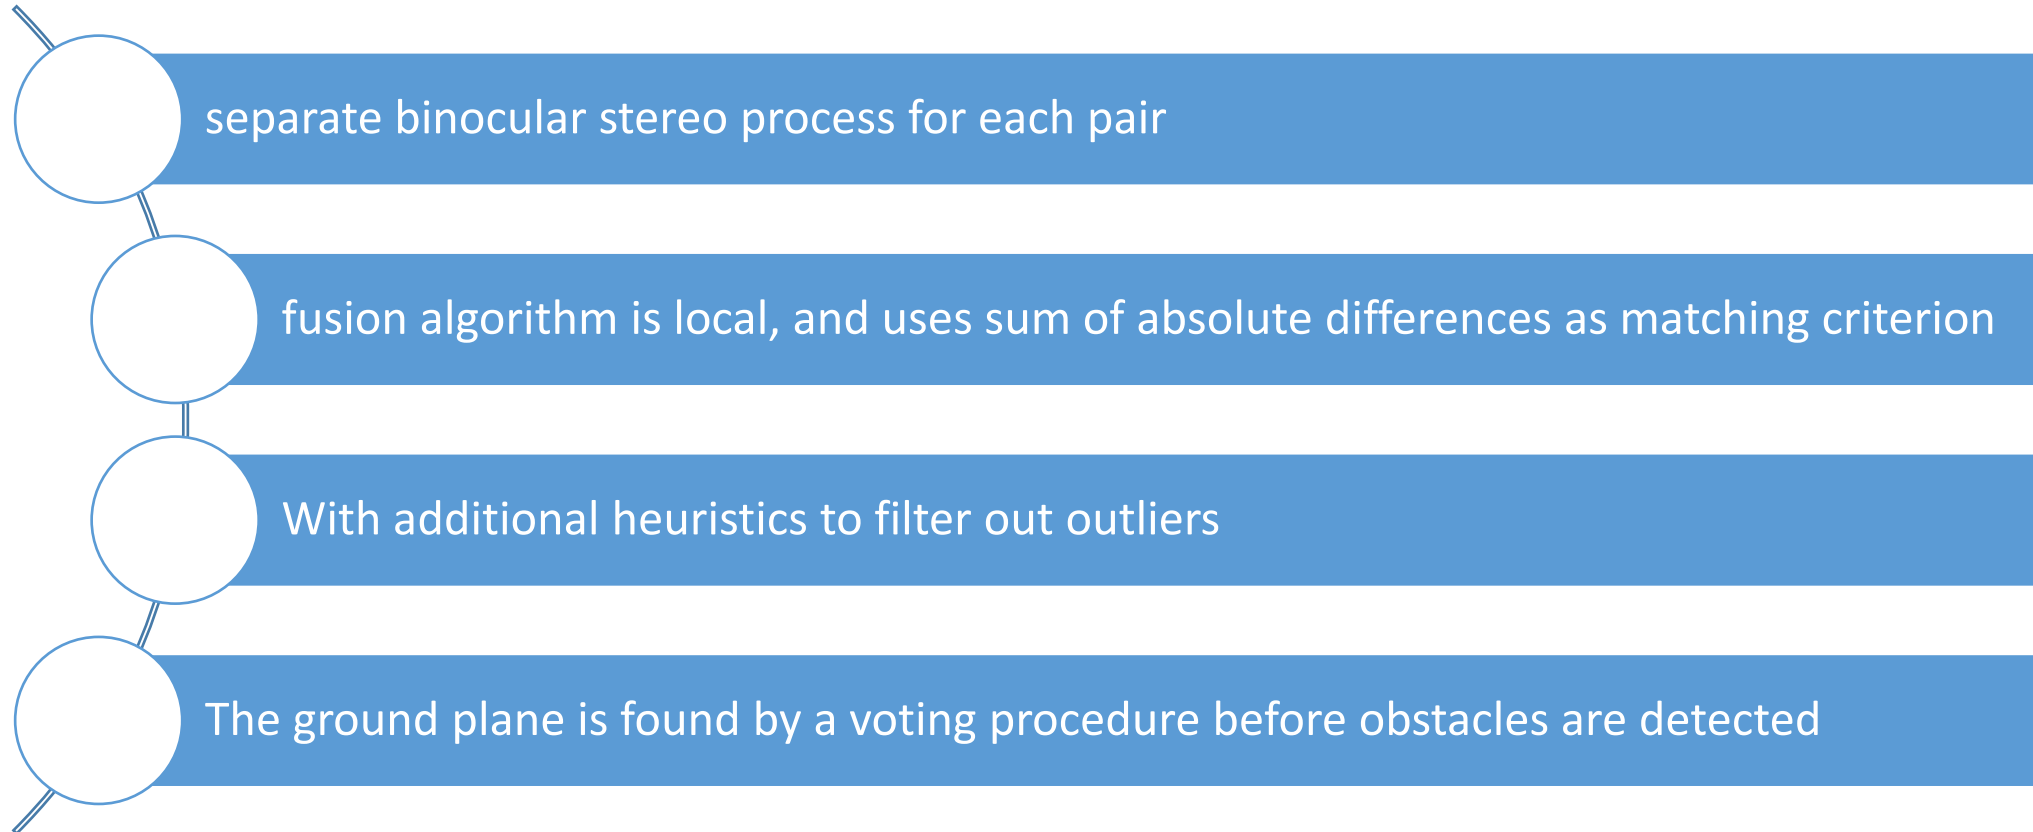 separate binocular stereo process for each pair
fusion algorithm is local, and uses sum of absolute differences as matching criterion
With additional heuristics to filter out outliers
The ground plane is found by a voting procedure before obstacles are detected